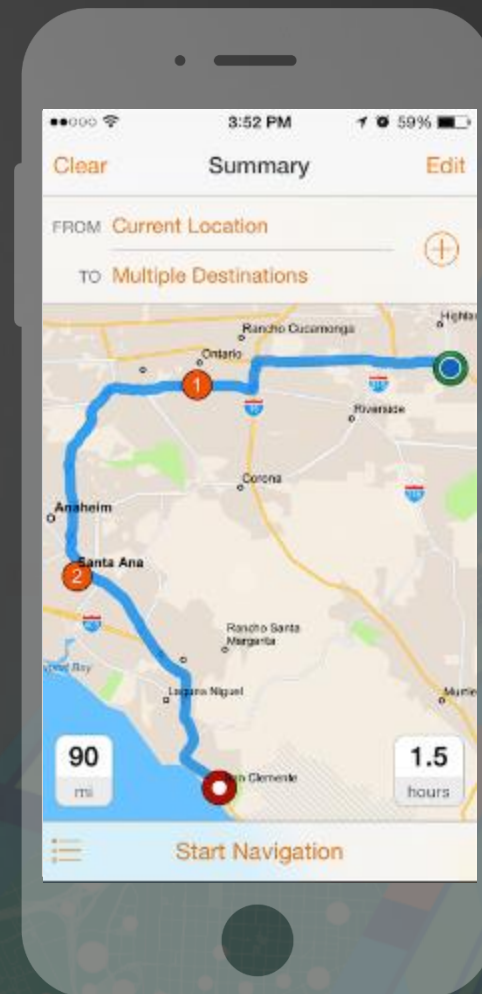 3:52 PM 59%
Clear Summary Edit
FROM Current Location
TO Multiple Destinations
Rancho Cucamonga
Ontario
1
Riverside
Corona
Anaheim
Santa Ana
2
Rancho Santa
Margarita
Laguna Niguel
San Clemente
90
mi
1.5
hours
Start Navigation